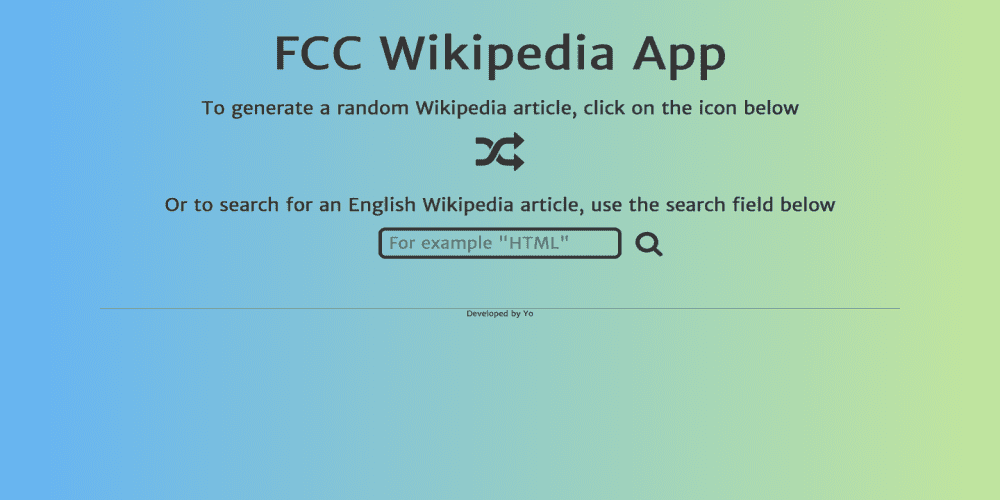 FCC Wikipedia App
To generate a random Wikipedia article, click on the icon below
Or to search for an English Wikipedia article, use the search field below
For example "HTML"
Developed by Yo